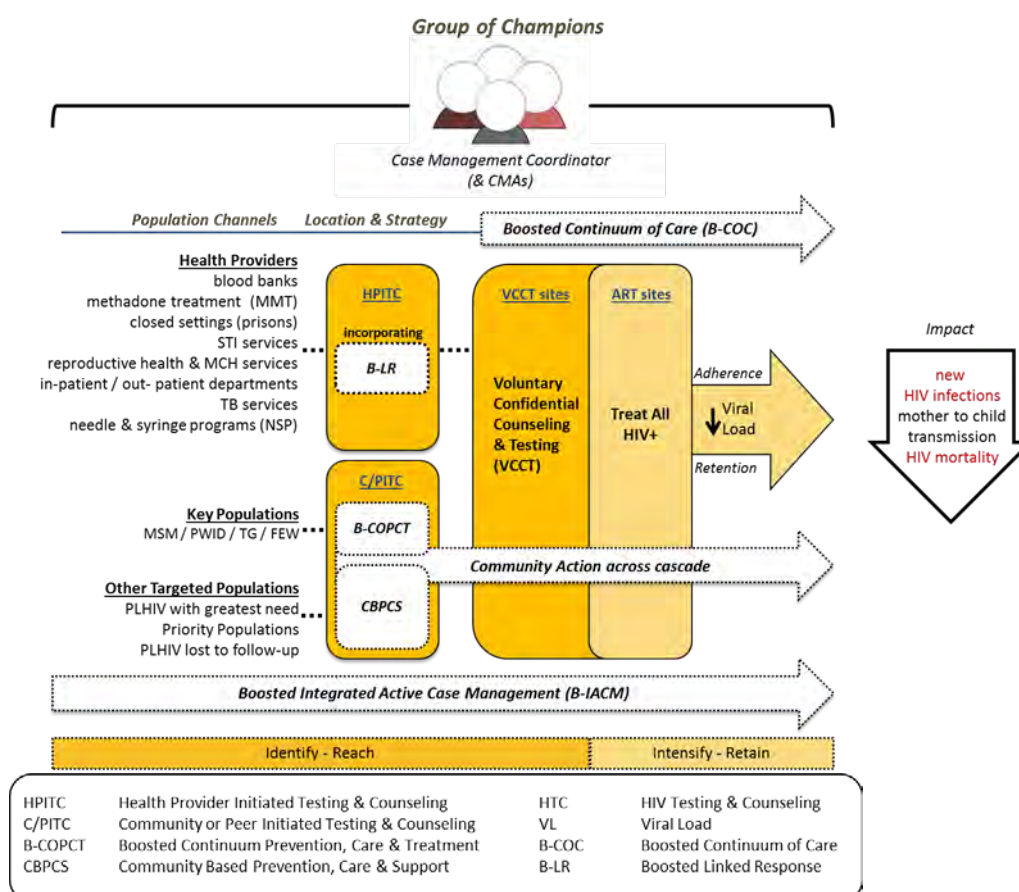 Group of Champions
Case Management Coordinator
(& CMAs)
Population Channels
Location & Strategy
Boosted Continuum of Care (B-COC)
Health Providers
blood banks
methadone treatment (MMT)
closed settings (prisons)
STI services
reproductive health & MCH services
in-patient / out- patient departments
TB services
needle & syringe programs (NSP)
HPITC
incorporating
B-LR
VCCT sites
Voluntary
Confidential
Counseling
& Testing
(VCCT)
ART sites
Treat All
HIV+
Adherence
Viral
Load
Retention
Impact
new
HIV infections
mother to child
transmission
HIV mortality
C/PITC
Key Populations
MSM / PWID / TG / FEW
B-COPCT
Community Action across cascade
Other Targeted Populations
PLHIV with greatest need
Priority Populations
PLHIV lost to follow-up
CBPCS
Boosted Integrated Active Case Management (B-IACM)
Identify - Reach
Intensify - Retain
HPITC Health Provider Initiated Testing & Counseling HTC HIV Testing & Counseling
C/PITC Community or Peer Initiated Testing & Counseling VL Viral Load
B-COPCT Boosted Continuum Prevention, Care & Treatment B-COC Boosted Continuum of Care
CBPCS Community Based Prevention, Care & Support B-LR Boosted Linked Response